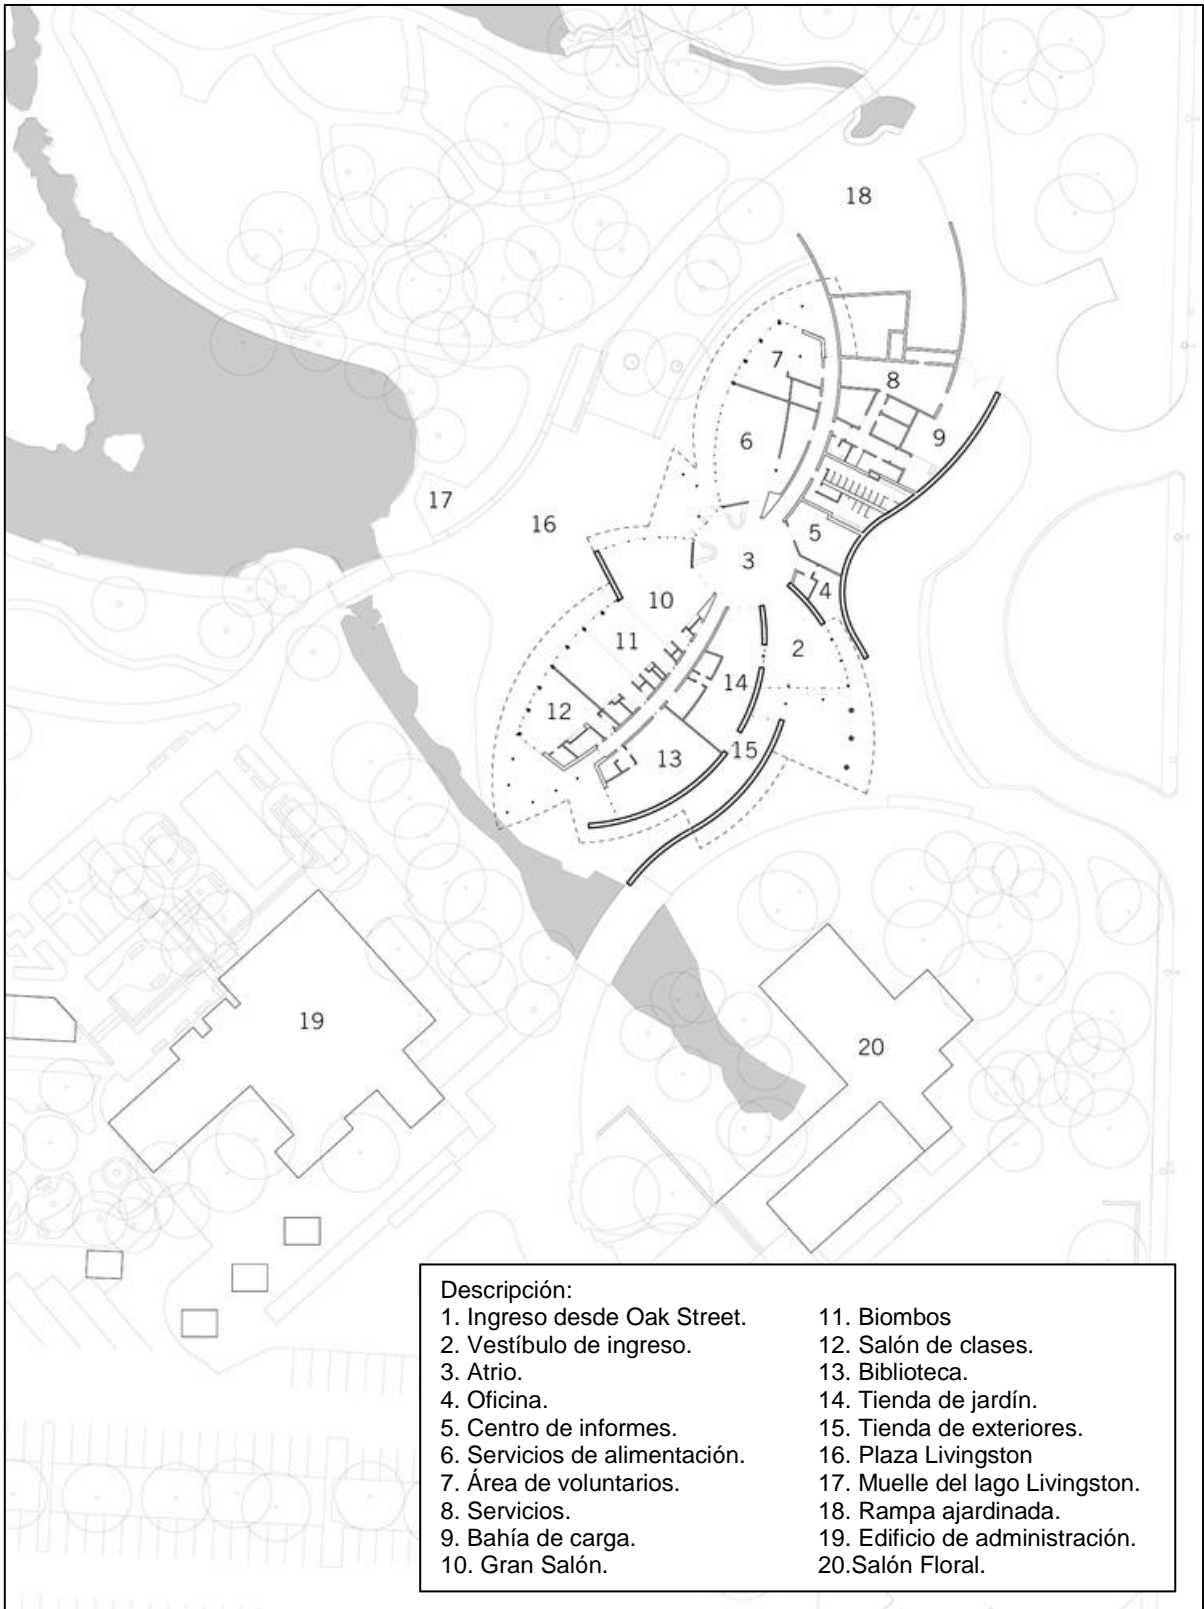 18
7
8
9
6
17
16
5
3
4
10
11
2
14
12
15
13
19
20
Descripción:
1. Ingreso desde Oak Street.
2. Vestíbulo de ingreso.
3. Atrio.
4. Oficina.
5. Centro de informes.
6. Servicios de alimentación.
7. Área de voluntarios.
8. Servicios.
9. Bahía de carga.
10. Gran Salón.
11. Biombos
12. Salón de clases.
13. Biblioteca.
14. Tienda de jardín.
15. Tienda de exteriores.
16. Plaza Livingston
17. Muelle del lago Livingston.
18. Rampa ajardinada.
19. Edificio de administración.
20.Salón Floral.